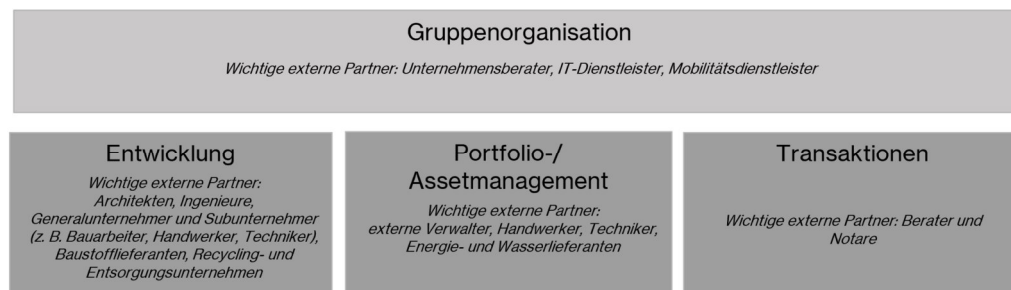 Gruppenorganisation
Wichtige externe Partner: Unternehmensberater, IT-Dienstleister, Mobilitätsdienstleister
Entwicklung
Wichtige externe Partner:
Architekten, Ingenieure,
Generalunternehmer und Subunternehmer
(z. B. Bauarbeiter, Handwerker, Techniker),
Baustofflieferanten, Recycling- und
Entsorgungsunternehmen
Portfolio-/
Assetmanagement
Wichtige externe Partner:
externe Verwalter, Handwerker, Techniker,
Energie- und Wasserlieferanten
Transaktionen
Wichtige externe Partner: Berater und
Notare